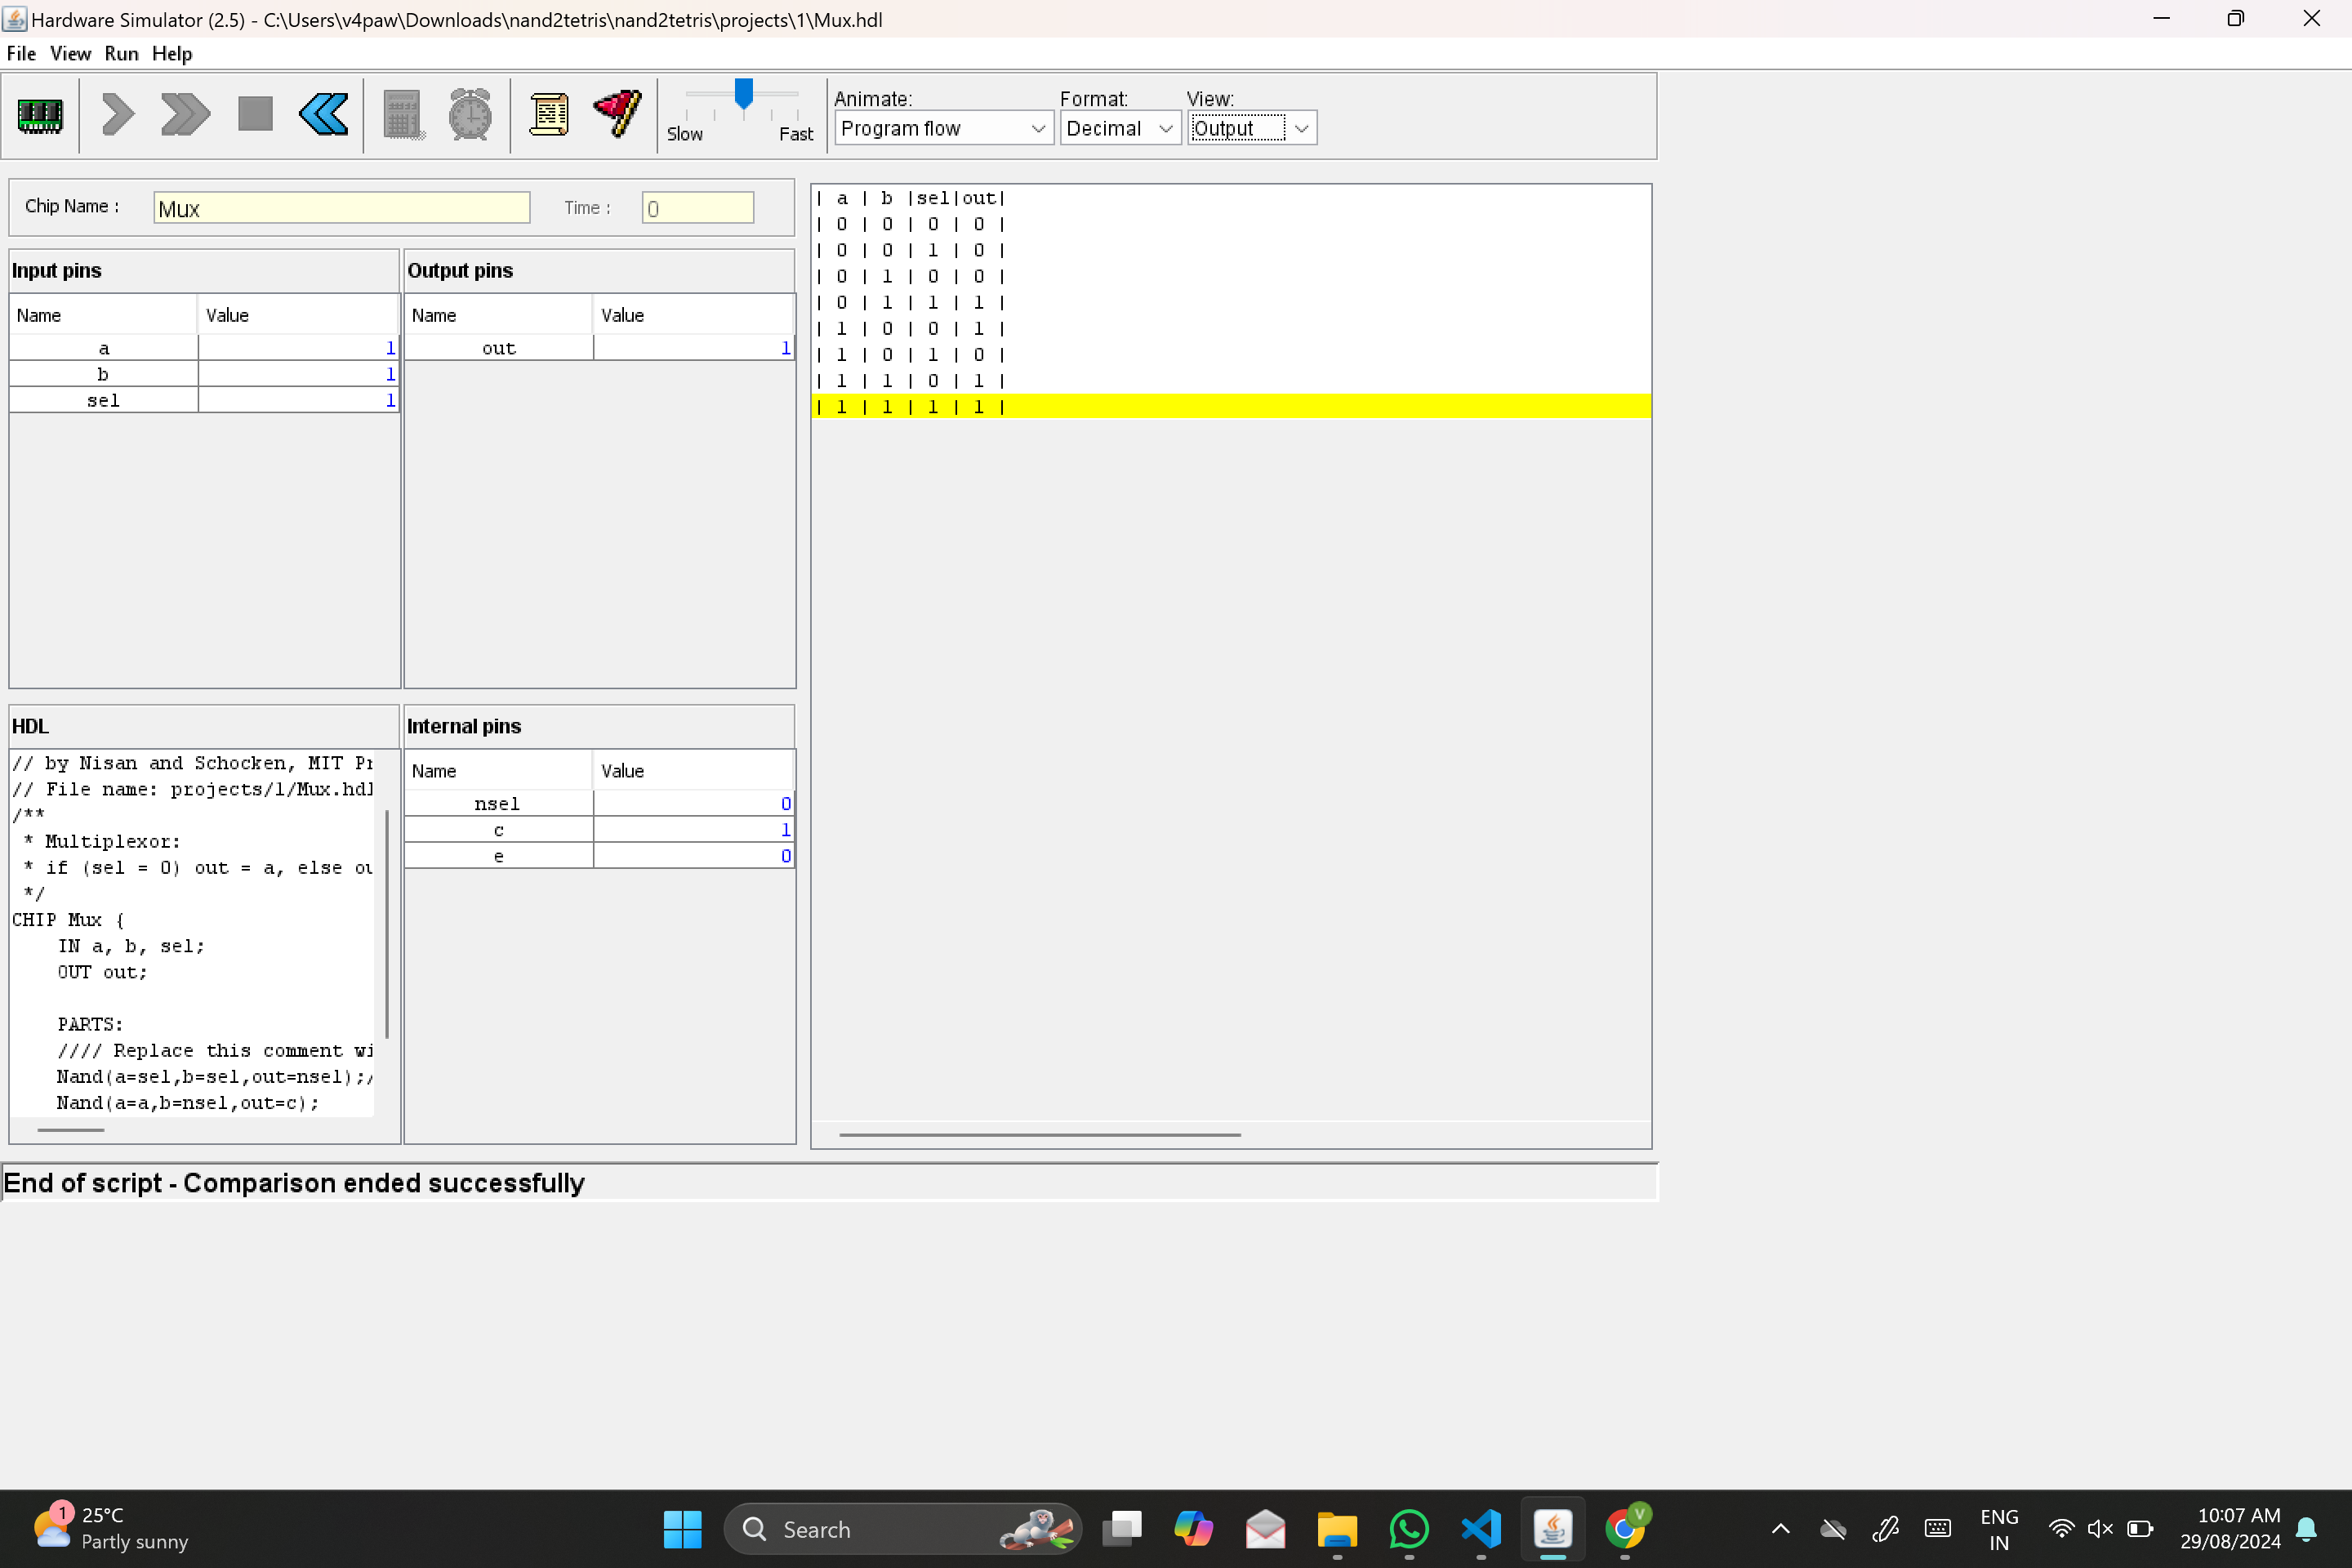 Hardware Simulator (2.5) - C:\Users\v4paw\Downloads\nand2tetris\nand2tetris\projects\1\Mux.hdl
File View Run Help
Slow Fast
Animate: Format: View:
Program flow Decimal Output
Chip Name : Mux Time : 0
Input pins
Name Value
a 1
b 1
sel 1
Output pins
Name Value
out 1
| a | b |sel|out|
| 0 | 0 | 0 | 0 |
| 0 | 0 | 1 | 0 |
| 0 | 1 | 0 | 0 |
| 0 | 1 | 1 | 1 |
| 1 | 0 | 0 | 1 |
| 1 | 0 | 1 | 0 |
| 1 | 1 | 0 | 1 |
| 1 | 1 | 1 | 1 |
HDL
// by Nisan and Schocken, MIT Pr
// File name: projects/1/Mux.hdl
/**
* Multiplexor:
* if (sel = 0) out = a, else ou
*/
CHIP Mux {
IN a, b, sel;
OUT out;
PARTS:
//// Replace this comment wi
Nand(a=sel,b=sel,out=nsel);/
Nand(a=a,b=nsel,out=c);
Internal pins
Name Value
nsel 0
c 1
e 0
End of script - Comparison ended successfully
1
25°C
Partly sunny
Search
V
ENG
IN
10:07 AM
29/08/2024